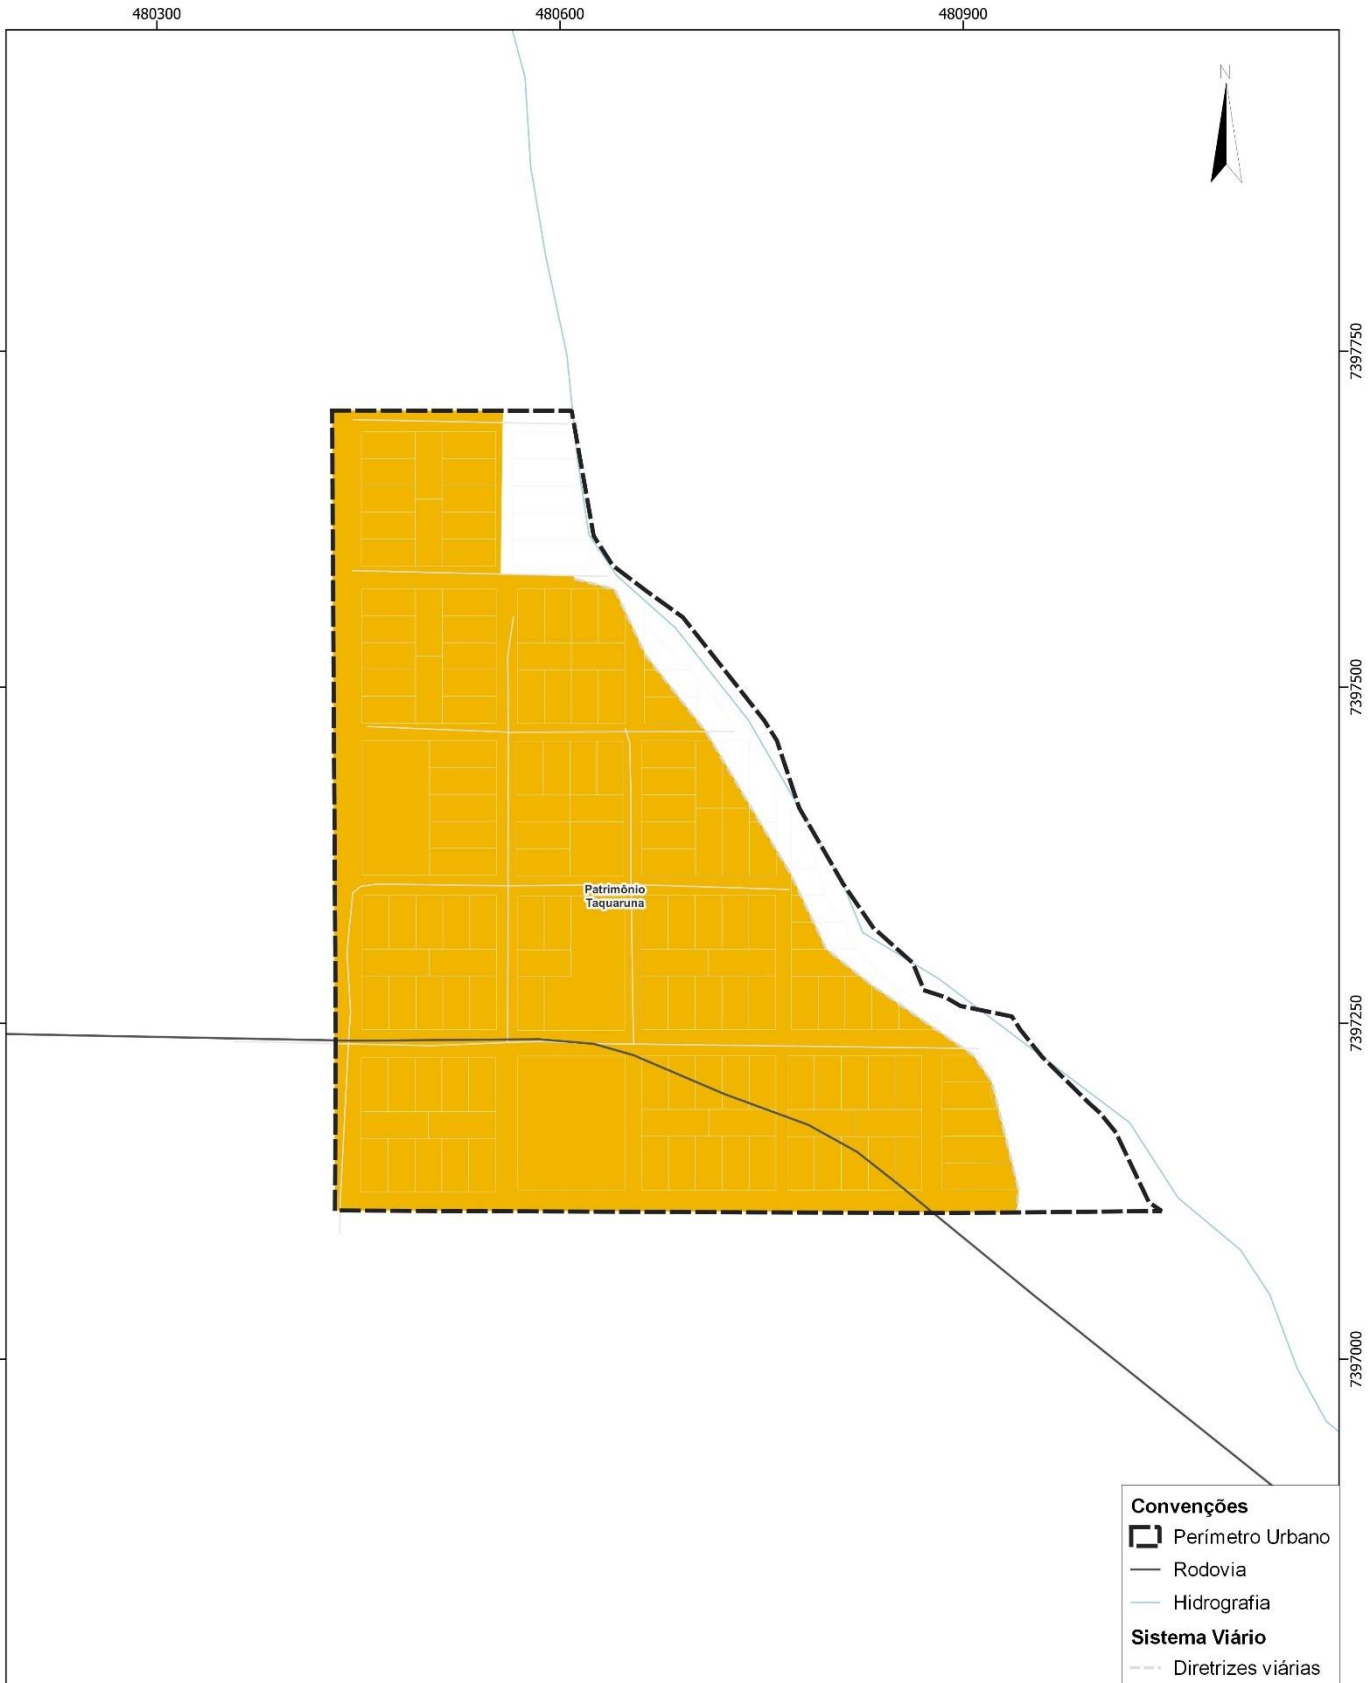 480300
480600
480900
N
7397750
7397500
Patrimônio
Taquaruna
7397250
7397000
Convenções
Perímetro Urbano
Rodovia
Hidrografia
Sistema Viário
Diretrizes viárias